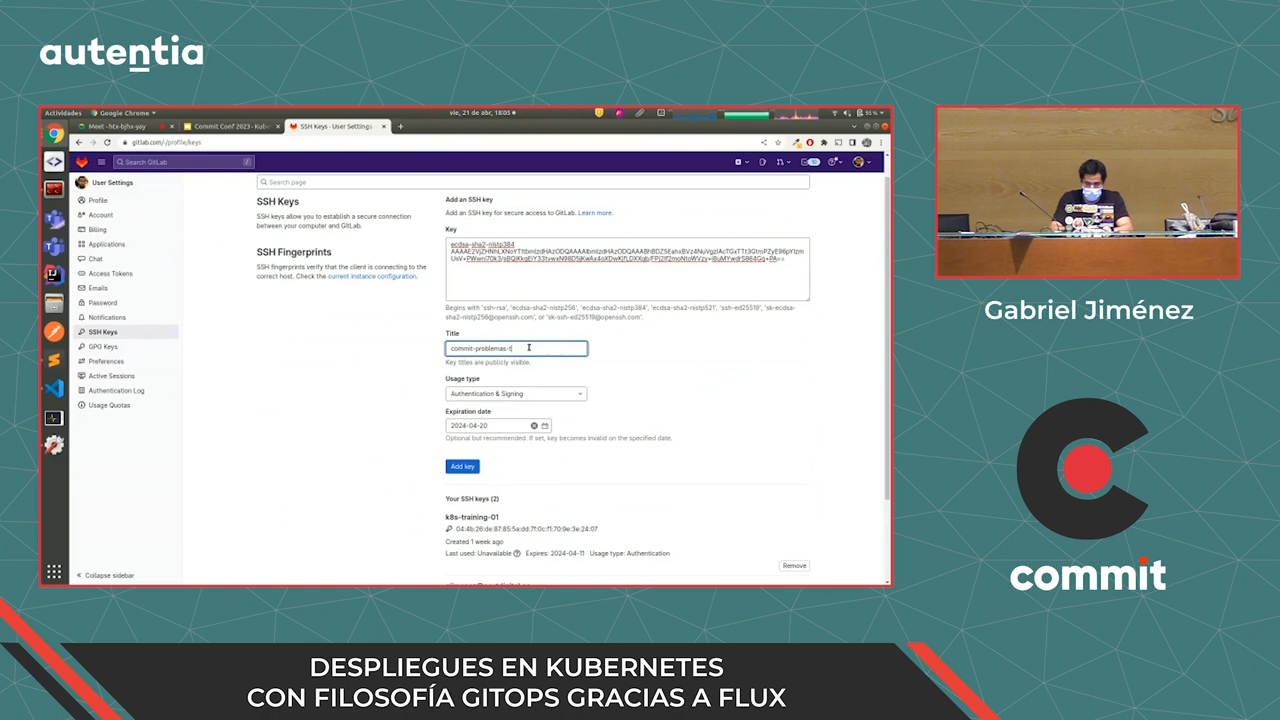 autentia
Actividades
Google Chrome
vie, 21 de abr, 18:05
35 %
Meet - htx-bjhx-yay
Commit Conf 2023 - Kub
SSH Keys · User Settings
gitlab.com/-/profile/keys
Search GitLab
/
User Settings
Profile
Account
Billing
Applications
Chat
Access Tokens
Emails
Password
Notifications
SSH Keys
GPG Keys
Preferences
Active Sessions
Authentication Log
Usage Quotas
Collapse sidebar
Search page
SSH Keys
SSH keys allow you to establish a secure connection
between your computer and GitLab.
SSH Fingerprints
SSH fingerprints verify that the client is connecting to the
correct host. Check the current instance configuration.
Add an SSH key
Add an SSH key for secure access to GitLab. Learn more.
Key
ecdsa-sha2-nistp384
Begins with 'ssh-rsa', 'ecdsa-sha2-nistp256', 'ecdsa-sha2-nistp384', 'ecdsa-sha2-nistp521', 'ssh-ed25519', 'sk-ecdsa-
sha2-nistp256@openssh.com', or 'sk-ssh-ed25519@openssh.com'.
Title
commit-problemas-t
Key titles are publicly visible.
Usage type
Authentication & Signing
Expiration date
2024-04-20
Optional but recommended. If set, key becomes invalid on the specified date.
Add key
Your SSH keys (2)
k8s-training-01
04:4b:26:de:87:85:5a:dd:7f:0c:f1:70:9e:3e:24:07
Created 1 week ago
Last used: Unavailable Expires: 2024-04-11 Usage type: Authentication
Remove
Gabriel Jiménez
commit
DESPLIEGUES EN KUBERNETES
CON FILOSOFÍA GITOPS GRACIAS A FLUX